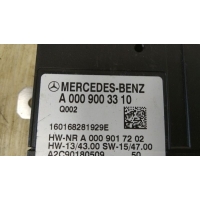 MERCEDES-BENZ
A 000 900 33 10
Q002
160168281929E
HW-NR A 000 901 72 02
HW-13/43.00 SW-15/47.00
A2C90180509 50